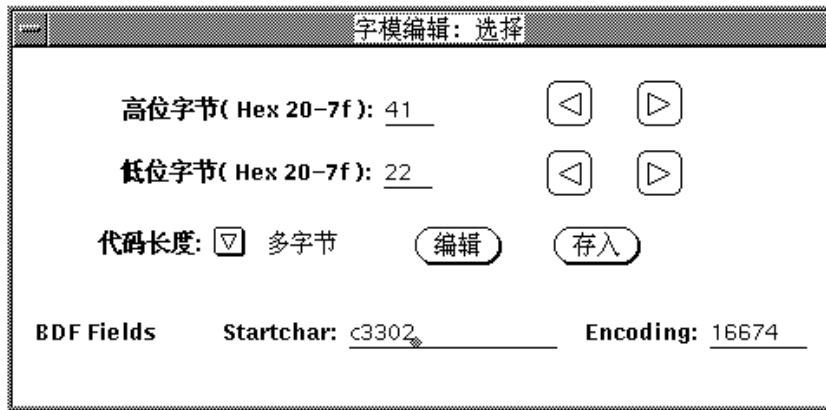 字模编辑: 选择
高位字节( Hex 20-7f ): 41
低位字节( Hex 20-7f ): 22
代码长度: 多字节 编辑 存入
BDF Fields Startchar: c3302 Encoding: 16674